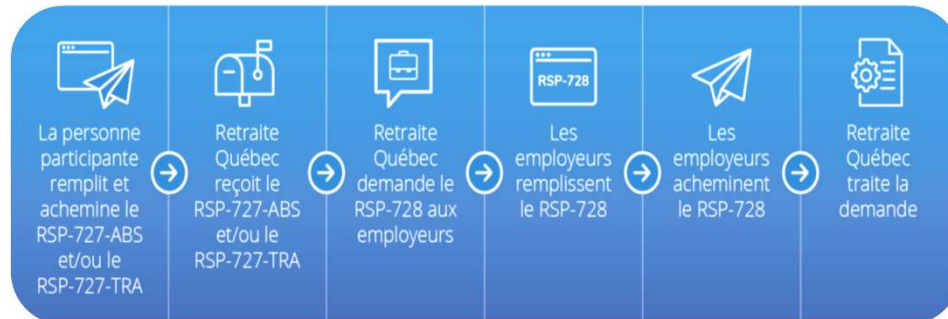 La personne
participante
remplit et
achemine le
RSP-727-ABS
et/ou le
RSP-727-TRA
Retraite
Québec
reçoit le
RSP-727-ABS
et/ou le
RSP-727-TRA
Retraite
Québec
demande le
RSP-728 aux
employeurs
RSP-728
Les
employeurs
remplissent
le RSP-728
Les
employeurs
acheminent
le RSP-728
Retraite
Québec
traite la
demande